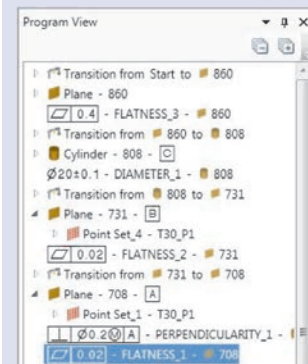 Program View
Transition from Start to 860
Plane - 860
0.4 - FLATNESS_3 - 860
Transition from 860 to 808
Cylinder - 808 - C
Ø20±0.1 - DIAMETER_1 - 808
Transition from 808 to 731
Plane - 731 - B
Point Set_4 - T30_P1
0.02 - FLATNESS_2 - 731
Transition from 731 to 708
Plane - 708 - A
Point Set_1 - T30_P1
⊥ Ø0.2Ⓜ A - PERPENDICULARITY_1 -
0.02 - FLATNESS_1 - 708